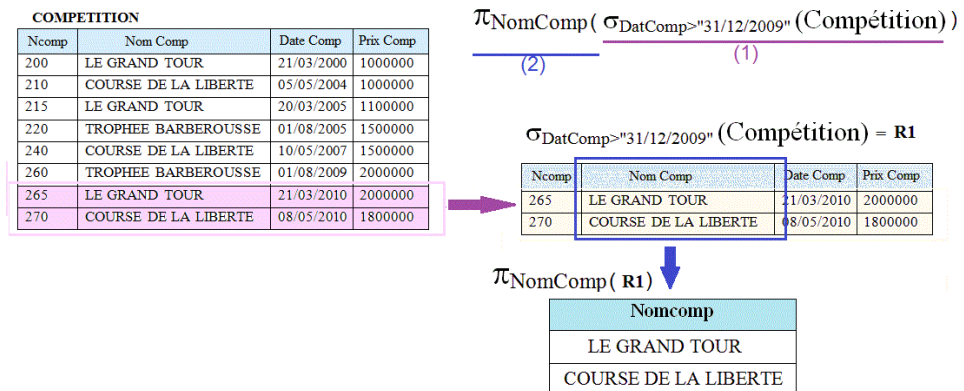 COMPETITION
Ncomp Nom Comp Date Comp Prix Comp
200 LE GRAND TOUR 21/03/2000 1000000
210 COURSE DE LA LIBERTE 05/05/2004 1000000
215 LE GRAND TOUR 20/03/2005 1100000
220 TROPHEE BARBEROUSSE 01/08/2005 1500000
240 COURSE DE LA LIBERTE 10/05/2007 1500000
260 TROPHEE BARBEROUSSE 01/08/2009 2000000
265 LE GRAND TOUR 21/03/2010 2000000
270 COURSE DE LA LIBERTE 08/05/2010 1800000
πNomComp( σDatComp>"31/12/2009" (Compétition) )
(2) (1)
σDatComp>"31/12/2009" (Compétition) = R1
Ncomp Nom Comp Date Comp Prix Comp
265 LE GRAND TOUR 21/03/2010 2000000
270 COURSE DE LA LIBERTE 08/05/2010 1800000
πNomComp( R1)
Nomcomp
LE GRAND TOUR
COURSE DE LA LIBERTE